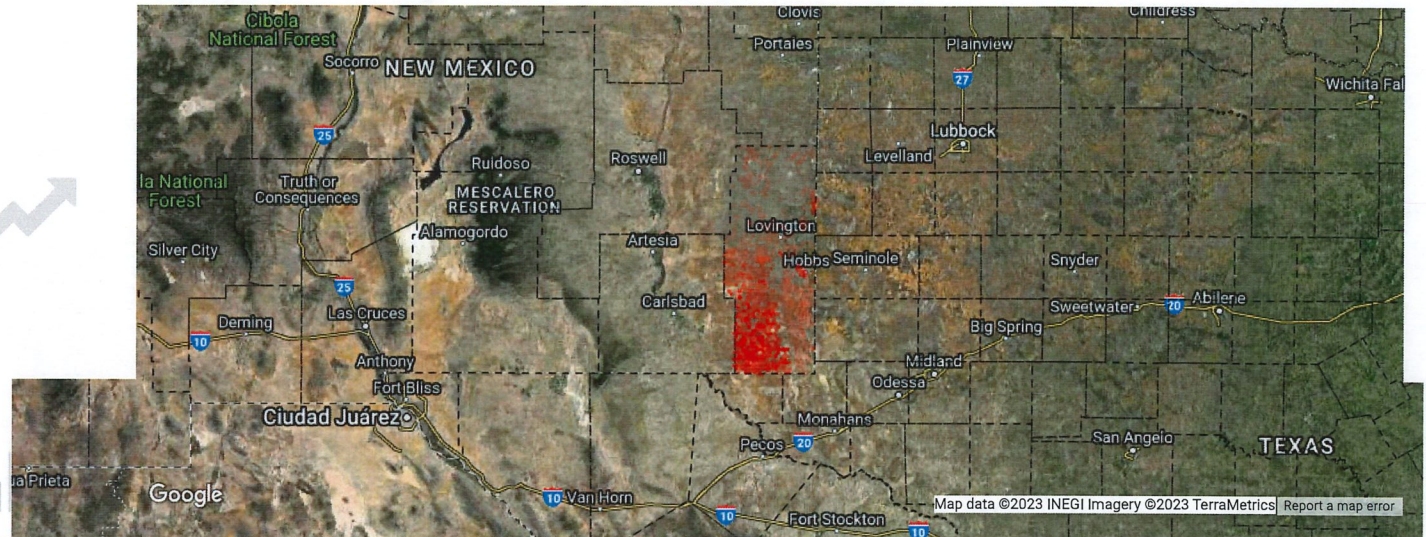 Cibola
National Forest
Clovis
Childress
Portales
Plainview
Socorro
NEW MEXICO
27
Wichita Fal
25
Lubbock
Levelland
Ruidoso
Roswell
la National
Forest
Truth or
Consequences
MESCALERO
RESERVATION
Lovington
Alamogordo
Artesia
Silver City
Hobbs
Seminole
Snyder
25
Carlsbad
Sweetwater
20
Abilene
Las Cruces
Deming
10
Big Spring
Anthony
Midland
Fort Bliss
Odessa
Ciudad Juárez
Monahans
Pecos
20
San Angelo
TEXAS
ua Prieta
Google
10
Van Horn
10
Fort Stockton
10
Map data ©2023 INEGI Imagery ©2023 TerraMetrics
Report a map error